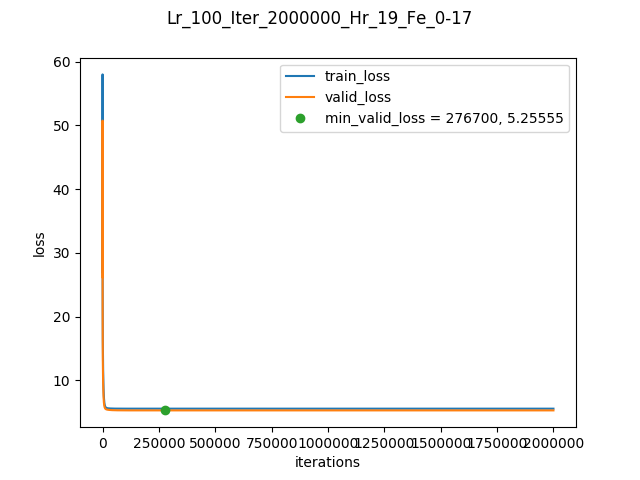 Lr_100_Iter_2000000_Hr_19_Fe_0-17
60
50
40
30
20
10
loss
train_loss
valid_loss
min_valid_loss = 276700, 5.25555
0 250000 500000 750000 1000000 1250000 1500000 1750000 2000000
iterations